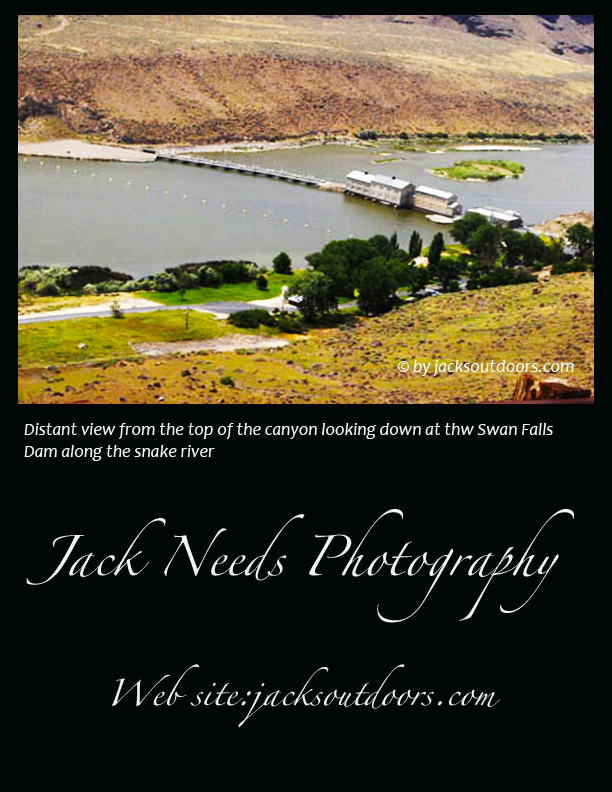 © by jacksoutdoors.com
Distant view from the top of the canyon looking down at thw Swan Falls
Dam along the snake river
Jack Needs Photography
Web site:jacksoutdoors.com